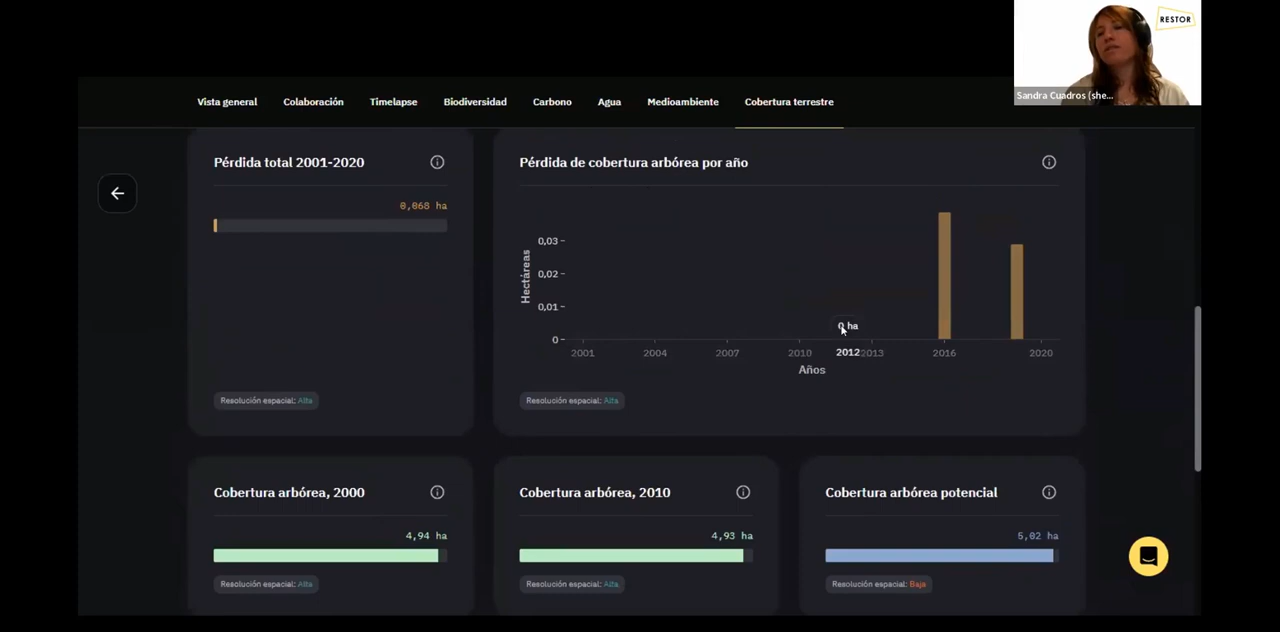 RESTOR
Sandra Cuadros (she...
Vista general Colaboración Timelapse Biodiversidad Carbono Agua Medioambiente Cobertura terrestre
Pérdida total 2001-2020
0,068 ha
Resolución espacial: Alta
Pérdida de cobertura arbórea por año
0,03
0,02
0,01
0
Hectáreas
0 ha
2001 2004 2007 2010 2012 2013 2016 2020
Años
Resolución espacial: Alta
Cobertura arbórea, 2000
4,94 ha
Resolución espacial: Alta
Cobertura arbórea, 2010
4,93 ha
Resolución espacial: Alta
Cobertura arbórea potencial
5,02 ha
Resolución espacial: Baja